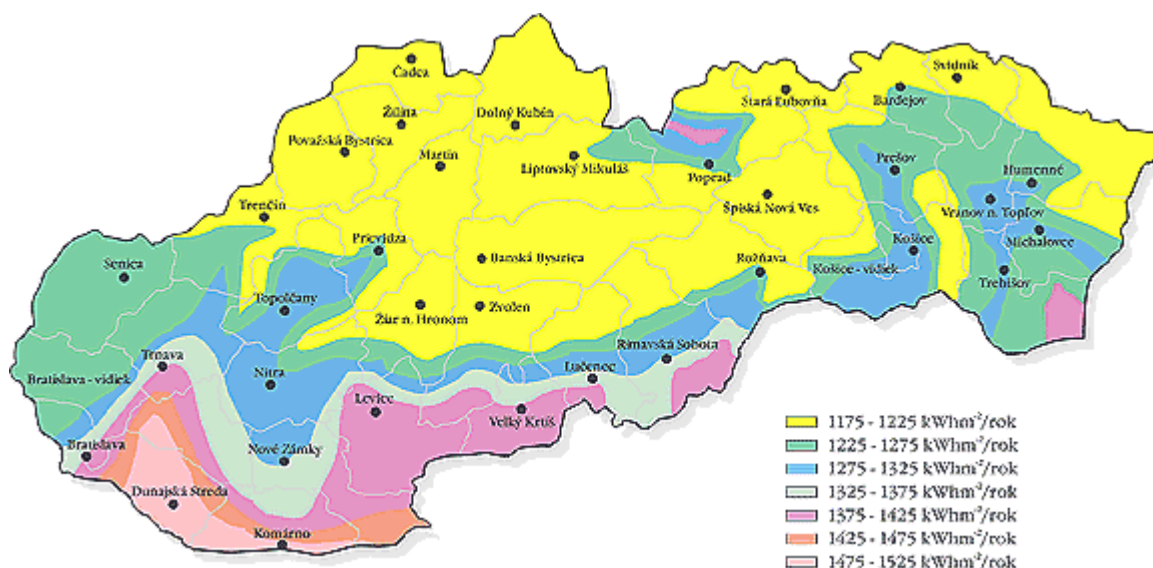 Čadca
Svidník
Stará Ľubovňa
Bardejov
Žilina
Dolný Kubín
Považská Bystrica
Martin
Liptovský Mikuláš
Poprad
Prešov
Humenné
Špiská Nová Ves
Vranov n. Topľov
Trenčín
Prievidza
Michalovce
Senica
Banská Bystrica
Rožňava
Košice
Košice - vidiek
Trebišov
Topoľčany
Žiar n. Hronom
Zvolen
Trnava
Rimavská Sobota
Bratislava - vidiek
Nitra
Lučenec
Levice
Veľký Krtíš
Bratislava
Nové Zámky
Dunajská Streda
Komárno
1175 - 1225 kWhm⁻²/rok
1225 - 1275 kWhm⁻²/rok
1275 - 1325 kWhm⁻²/rok
1325 - 1375 kWhm⁻²/rok
1375 - 1425 kWhm⁻²/rok
1425 - 1475 kWhm⁻²/rok
1475 - 1525 kWhm⁻²/rok